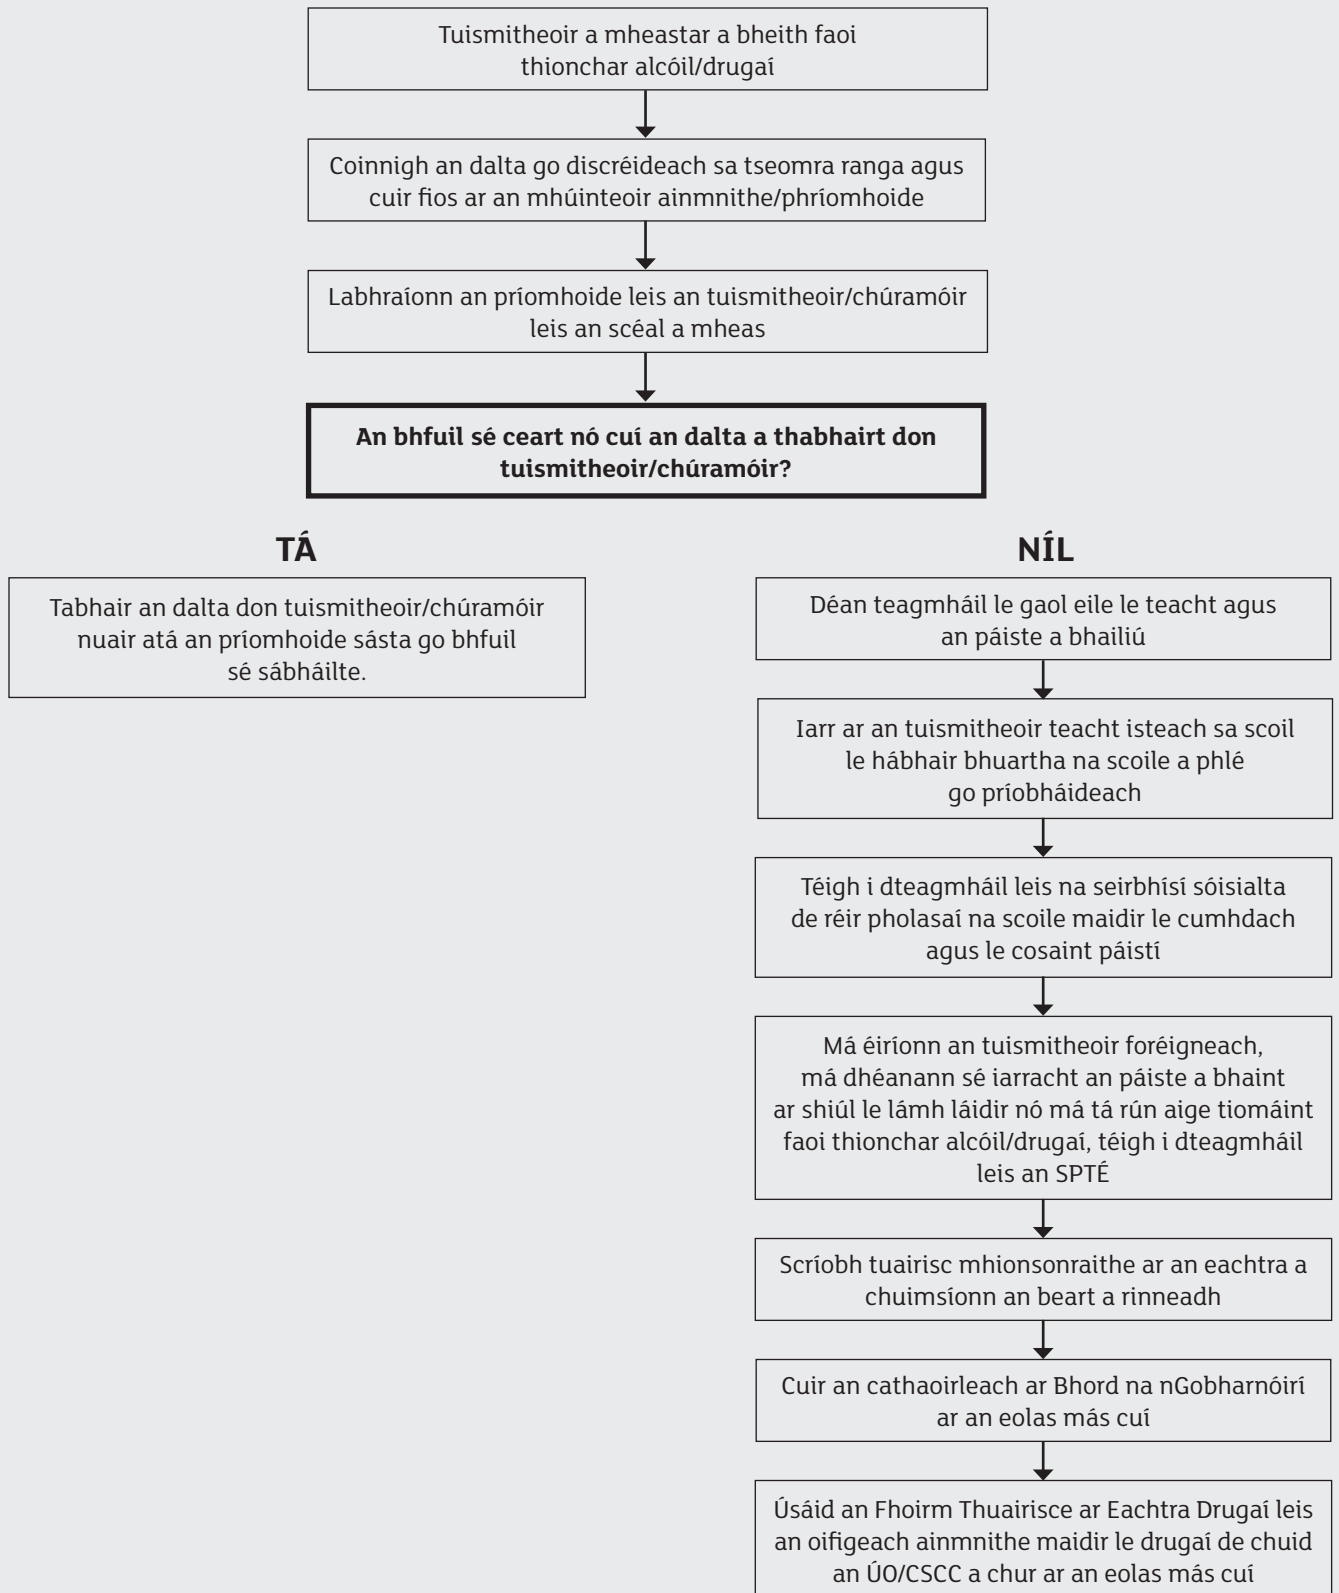 Tuismitheoir a mheastar a bheith faoi
thionchar alcóil/drugaí
Coinnigh an dalta go discréideach sa tseomra ranga agus
cuir fios ar an mhúinteoir ainmnithe/phríomhoide
Labhraíonn an príomhoide leis an tuismitheoir/chúramóir
leis an scéal a mheas
An bhfuil sé ceart nó cuí an dalta a thabhairt don
tuismitheoir/chúramóir?
TÁ
Tabhair an dalta don tuismitheoir/chúramóir
nuair atá an príomhoide sásta go bhfuil
sé sábháilte.
NÍL
Déan teagmháil le gaol eile le teacht agus
an páiste a bhailiú
Iarr ar an tuismitheoir teacht isteach sa scoil
le hábhair bhuartha na scoile a phlé
go príobháideach
Téigh i dteagmháil leis na seirbhísí sóisialta
de réir pholasaí na scoile maidir le cumhdach
agus le cosaint páistí
Má éiríonn an tuismitheoir foréigneach,
má dhéanann sé iarracht an páiste a bhaint
ar shiúl le lámh láidir nó má tá rún aige tiomáint
faoi thionchar alcóil/drugaí, téigh i dteagmháil
leis an SPTÉ
Scríobh tuairisc mhionsonraithe ar an eachtra a
chuimsíonn an beart a rinneadh
Cuir an cathaoirleach ar Bhord na nGobharnóirí
ar an eolas más cuí
Úsáid an Fhoirm Thuairisce ar Eachtra Drugaí leis
an oifigeach ainmnithe maidir le drugaí de chuid
an ÚO/CSCC a chur ar an eolas más cuí